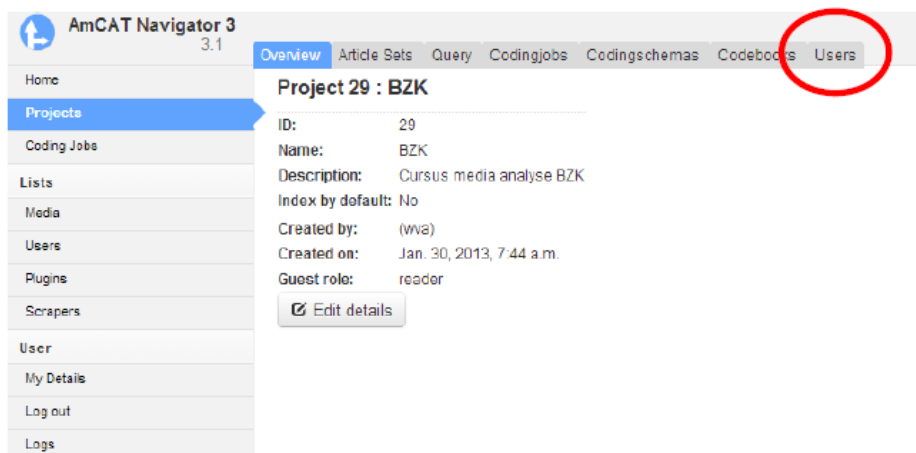 AmCAT Navigator 3
3.1
Overview Article Sets Query Codingjobs Codingschemas Codebooks Users
Home
Projects
Coding Jobs
Lists
Media
Users
Plugins
Scrapers
User
My Details
Log out
Logs
Project 29 : BZK
ID: 29
Name: BZK
Description: Cursus media analyse BZK
Index by default: No
Created by: (wva)
Created on: Jan. 30, 2013, 7:44 a.m.
Guest role: reader
Edit details